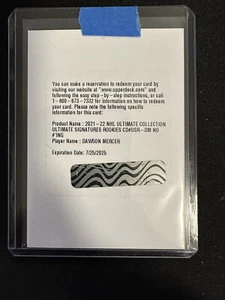 You can make a reservation to redeem your card by
visiting our website at "www.upperdeck.com" and
following the easy step - by - step instructions, or call
1 - 800 - 873 - 7332 for information on how to redeem
your card. Please note the following specific
information for this card:
Product Name : 2021 - 22 NHL ULTIMATE COLLECTION
ULTIMATE SIGNATURES ROOKIES CD#USR - DM NO
#'ING
Player Name : DAWSON MERCER
Expiration Date: 7/25/2025